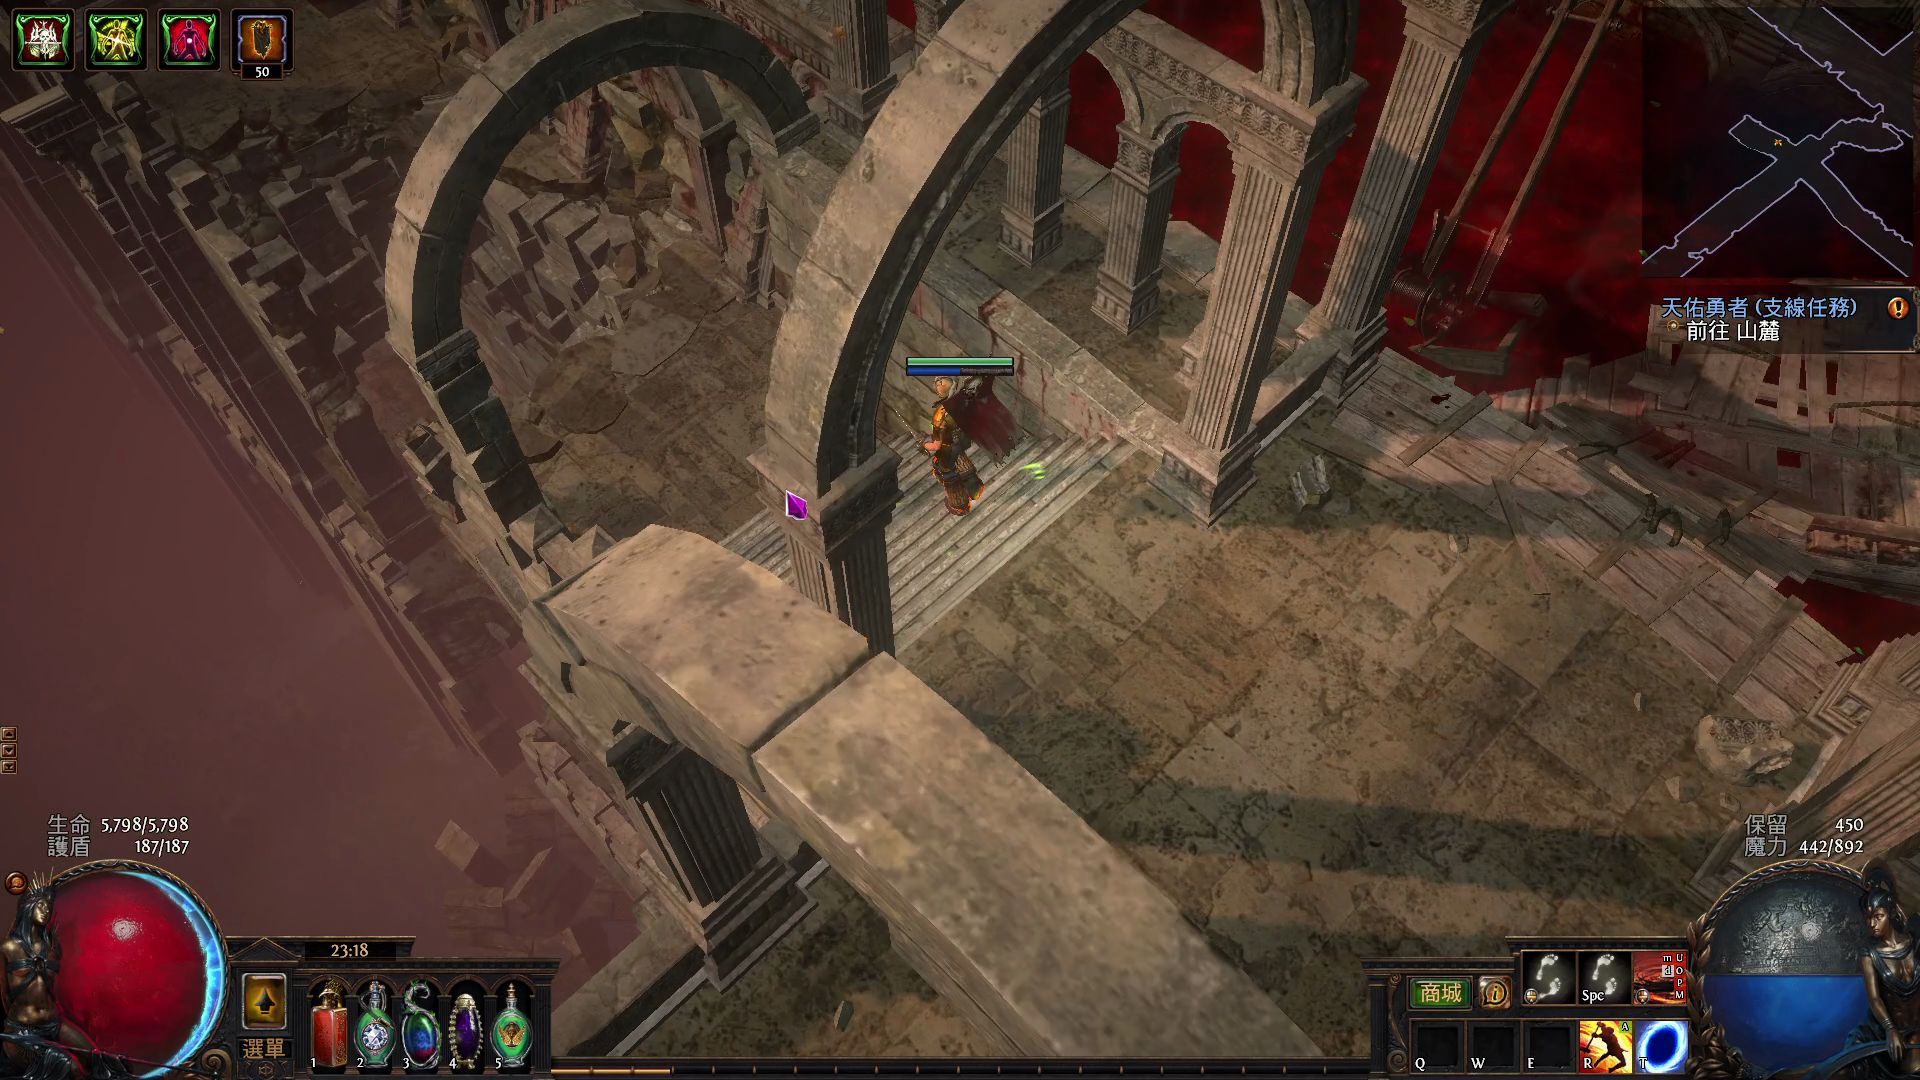 50
天佑勇者 (支線任務)
前往 山麓
生命 5,798/5,798
護盾 187/187
保留 450
魔力 442/892
23:18
商城
Spc
m U
d O
P
M
選單
1 2 3 4 5
Q W E R A T